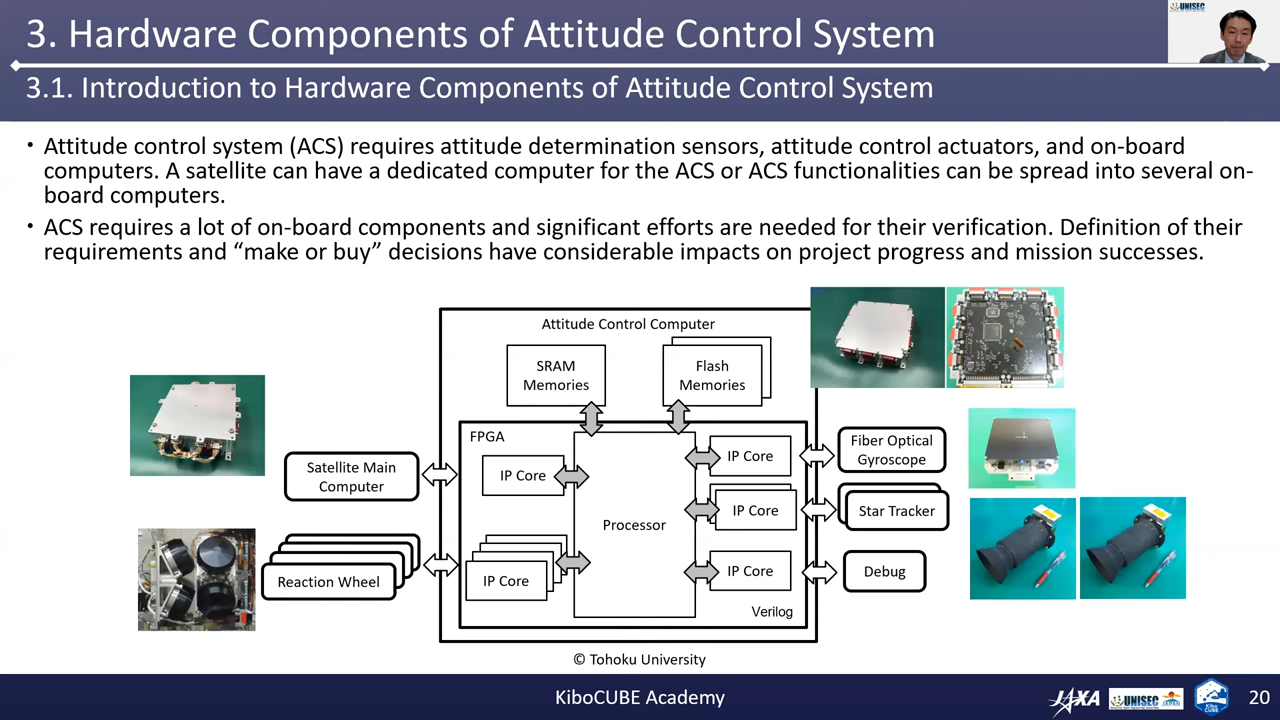 3. Hardware Components of Attitude Control System
UNISEC
3.1. Introduction to Hardware Components of Attitude Control System
• Attitude control system (ACS) requires attitude determination sensors, attitude control actuators, and on-board
computers. A satellite can have a dedicated computer for the ACS or ACS functionalities can be spread into several on-
board computers.
• ACS requires a lot of on-board components and significant efforts are needed for their verification. Definition of their
requirements and “make or buy” decisions have considerable impacts on project progress and mission successes.
Attitude Control Computer
SRAM
Memories
Flash
Memories
FPGA
Satellite Main
Computer
IP Core
Processor
IP Core
Fiber Optical
Gyroscope
IP Core
Star Tracker
Reaction Wheel
IP Core
IP Core
Debug
Verilog
© Tohoku University
KiboCUBE Academy
JAXA
UNISEC
JAPAN
Kibo
CUBE
20